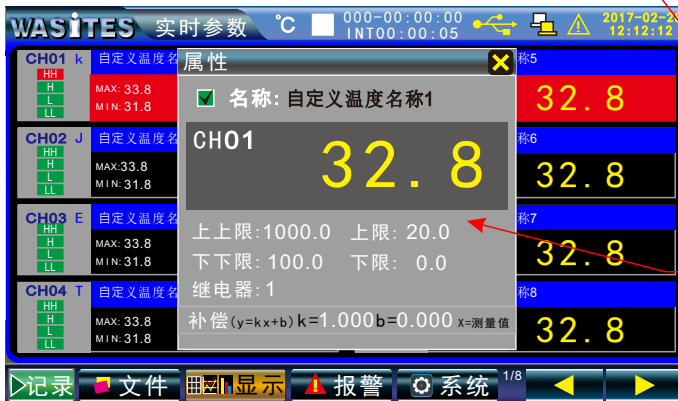 WASiTES 实时参数 ℃ 000-00:00:00 INT00:00:05 2017-02-2 12:12:12
CH01 k 自定义温度名 称5
HH
H
L
LL
MAX: 33.8
MIN: 31.8
32.8
CH02 J 自定义温度名 称6
HH
H
L
LL
MAX:33.8
MIN: 31.8
32.8
CH03 E 自定义温度名 称7
HH
H
L
LL
MAX: 33.8
MIN: 31.8
32.8
CH04 T 自定义温度名 称8
HH
H
L
LL
MAX: 33.8
MIN: 31.8
32.8
属性 X
名称: 自定义温度名称1
CH01
32.8
上上限:1000.0 上限: 20.0
下下限: 100.0 下限: 0.0
继电器: 1
补偿(y=kx+b) k=1.000 b=0.000 X=测量值
记录 文件 显示 报警 系统 1/8